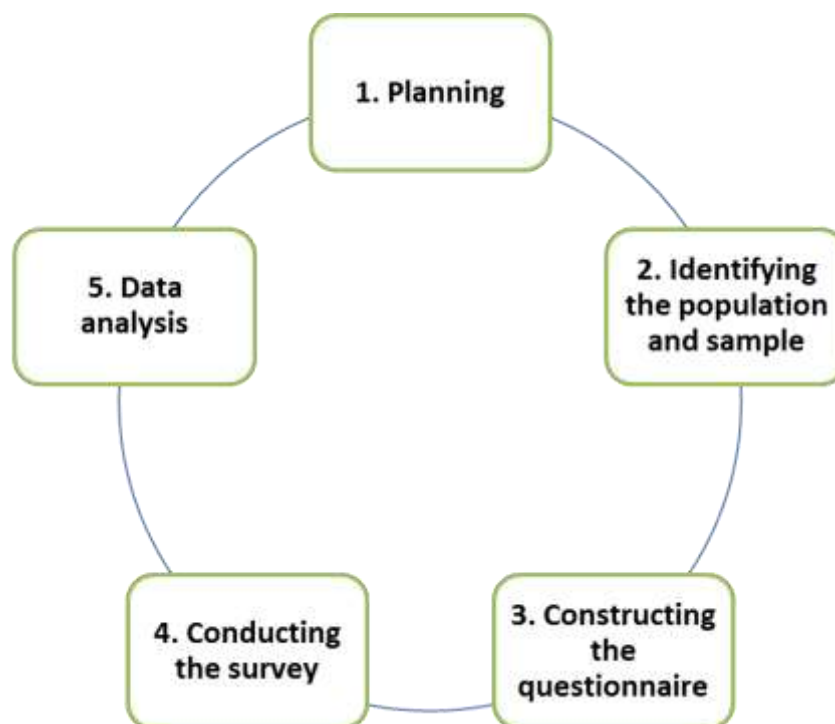 1. Planning
2. Identifying
the population
and sample
3. Constructing
the
questionnaire
4. Conducting
the survey
5. Data
analysis